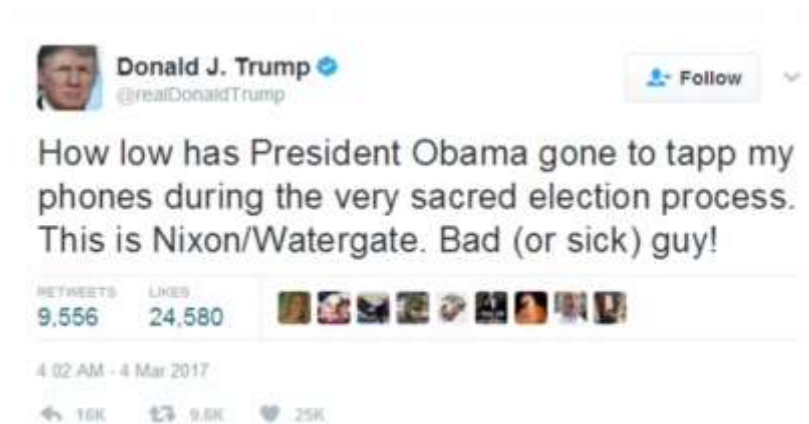 Donald J. Trump
@realDonaldTrump
Follow
How low has President Obama gone to tapp my
phones during the very sacred election process.
This is Nixon/Watergate. Bad (or sick) guy!
RETWEETS LIKES
9,556 24,580
4:02 AM - 4 Mar 2017
16K 9.6K 25K